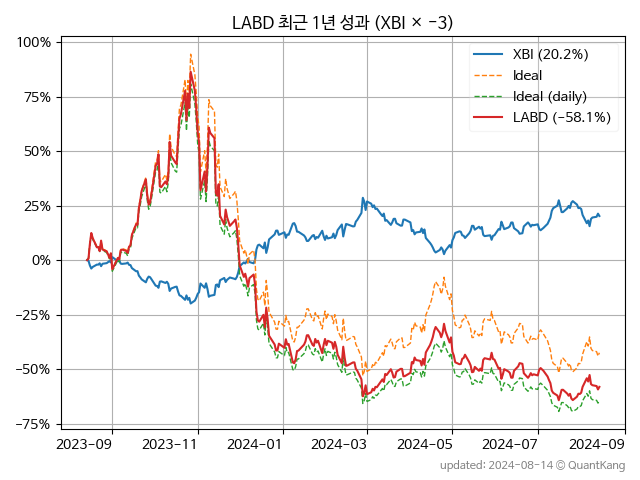 LABD 최근 1년 성과 (XBI × −3)
100%
75%
50%
25%
0%
−25%
−50%
−75%
XBI (20.2%)
Ideal
Ideal (daily)
LABD (−58.1%)
2023-09 2023-11 2024-01 2024-03 2024-05 2024-07 2024-09
updated: 2024-08-14 © QuantKang